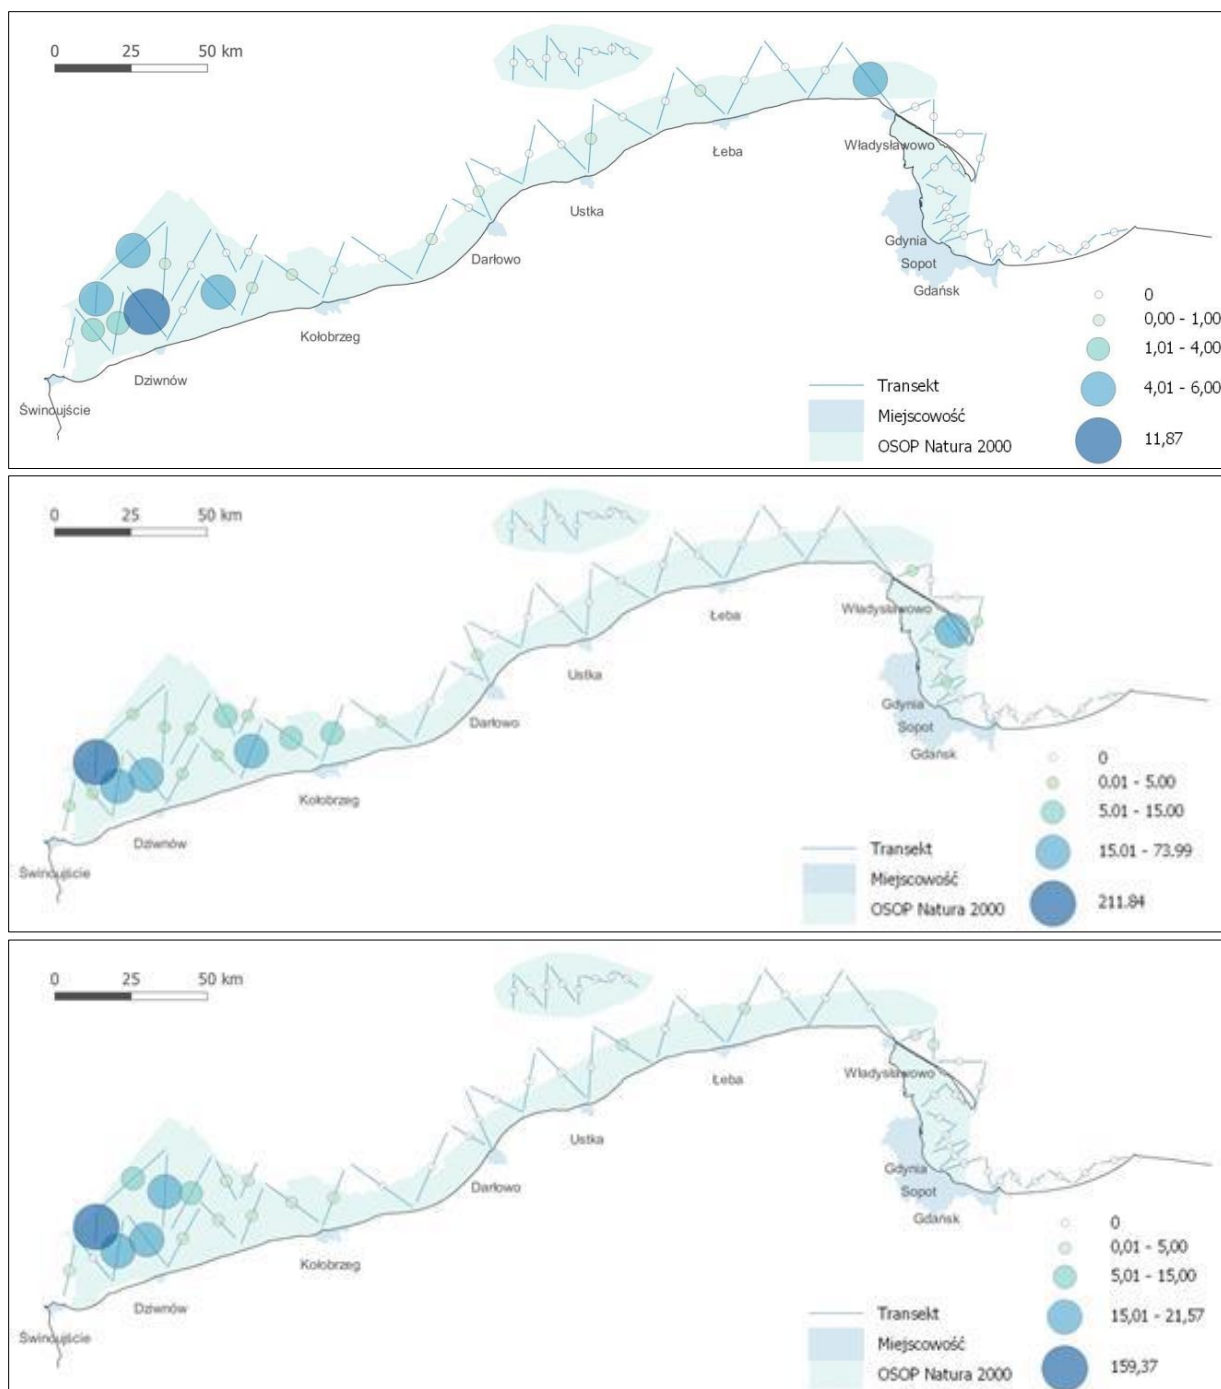 0 25 50 km
Łeba
Władysławowo
Ustka
Gdynia
Darłowo
Sopot
Gdańsk
Kołobrzeg
Dziwnów
Świnoujście
Transekt
Miejscowość
OSOP Natura 2000
0
0,00 - 1,00
1,01 - 4,00
4,01 - 6,00
11,87
0 25 50 km
Łeba
Władysławowo
Ustka
Gdynia
Darłowo
Sopot
Gdańsk
Kołobrzeg
Dziwnów
Świnoujście
Transekt
Miejscowość
OSOP Natura 2000
0
0.01 - 5.00
5.01 - 15.00
15.01 - 73.99
211.84
0 25 50 km
Łeba
Władysławowo
Ustka
Gdynia
Darłowo
Sopot
Gdańsk
Kołobrzeg
Dziwnów
Świnoujście
Transekt
Miejscowość
OSOP Natura 2000
0
0,01 - 5,00
5,01 - 15,00
15,01 - 21,57
159,37